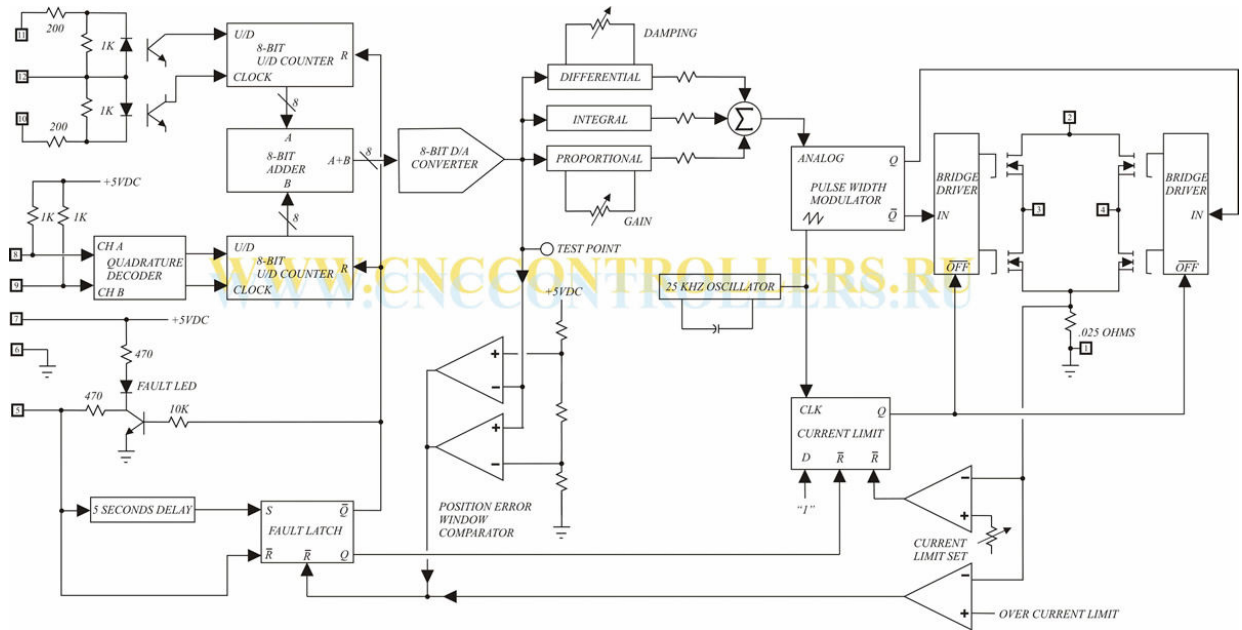 11
200
1K
12
1K
10
200
U/D
8-BIT
U/D COUNTER
R
CLOCK
8
A
8-BIT
ADDER
A+B
B
8
8
8-BIT D/A
CONVERTER
DAMPING
DIFFERENTIAL
INTEGRAL
PROPORTIONAL
GAIN
Σ
ANALOG
Q
PULSE WIDTH
MODULATOR
Q
BRIDGE
DRIVER
IN
OFF
2
3
4
BRIDGE
DRIVER
IN
OFF
+5VDC
1K
1K
8
CH A
QUADRATURE
DECODER
9
CH B
U/D
8-BIT
U/D COUNTER
R
CLOCK
TEST POINT
WWW.CNCCONTROLLERS.RU
25 KHZ OSCILLATOR
.025 OHMS
1
7
+5VDC
6
470
FAULT LED
5
470
10K
+5VDC
+
−
+
−
POSITION ERROR
WINDOW
COMPARATOR
CLK
Q
CURRENT LIMIT
D
R
R
"1"
−
+
CURRENT
LIMIT SET
5 SECONDS DELAY
S
Q
FAULT LATCH
R
R
Q
−
+
OVER CURRENT LIMIT